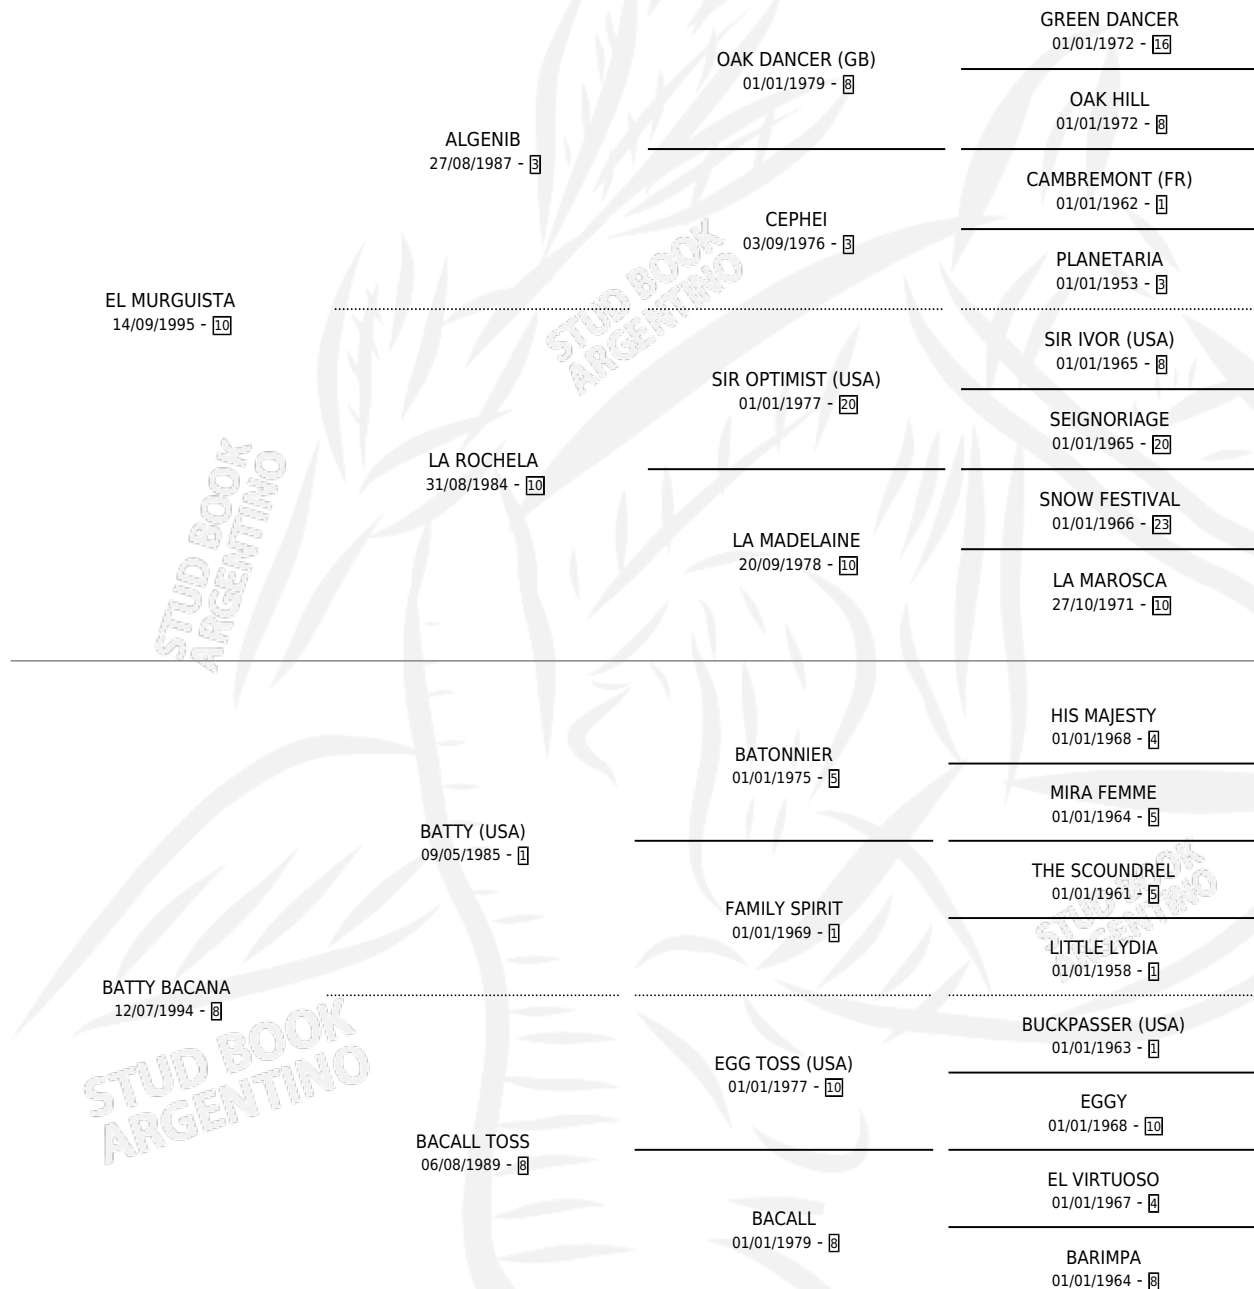 GREEN DANCER
01/01/1972 - 16
OAK DANCER (GB)
01/01/1979 - 8
OAK HILL
01/01/1972 - 8
ALGENIB
27/08/1987 - 3
CAMBREMONT (FR)
01/01/1962 - 1
CEPHEI
03/09/1976 - 3
PLANETARIA
01/01/1953 - 3
EL MURGUISTA
14/09/1995 - 10
SIR IVOR (USA)
01/01/1965 - 8
SIR OPTIMIST (USA)
01/01/1977 - 20
SEIGNORIAGE
01/01/1965 - 20
LA ROCHELA
31/08/1984 - 10
SNOW FESTIVAL
01/01/1966 - 23
LA MADELAINE
20/09/1978 - 10
LA MAROSCA
27/10/1971 - 10
STUD BOOK
ARGENTINO
STUD BOOK
ARGENTINO
HIS MAJESTY
01/01/1968 - 4
BATONNIER
01/01/1975 - 5
MIRA FEMME
01/01/1964 - 5
BATTY (USA)
09/05/1985 - 1
THE SCOUNDREL
01/01/1961 - 5
FAMILY SPIRIT
01/01/1969 - 1
LITTLE LYDIA
01/01/1958 - 1
STUD BOOK
ARGENTINO
BATTY BACANA
12/07/1994 - 8
BUCKPASSER (USA)
01/01/1963 - 1
EGG TOSS (USA)
01/01/1977 - 10
EGGY
01/01/1968 - 10
STUD BOOK
ARGENTINO
BACALL TOSS
06/08/1989 - 8
EL VIRTUOSO
01/01/1967 - 4
BACALL
01/01/1979 - 8
BARIMPA
01/01/1964 - 8